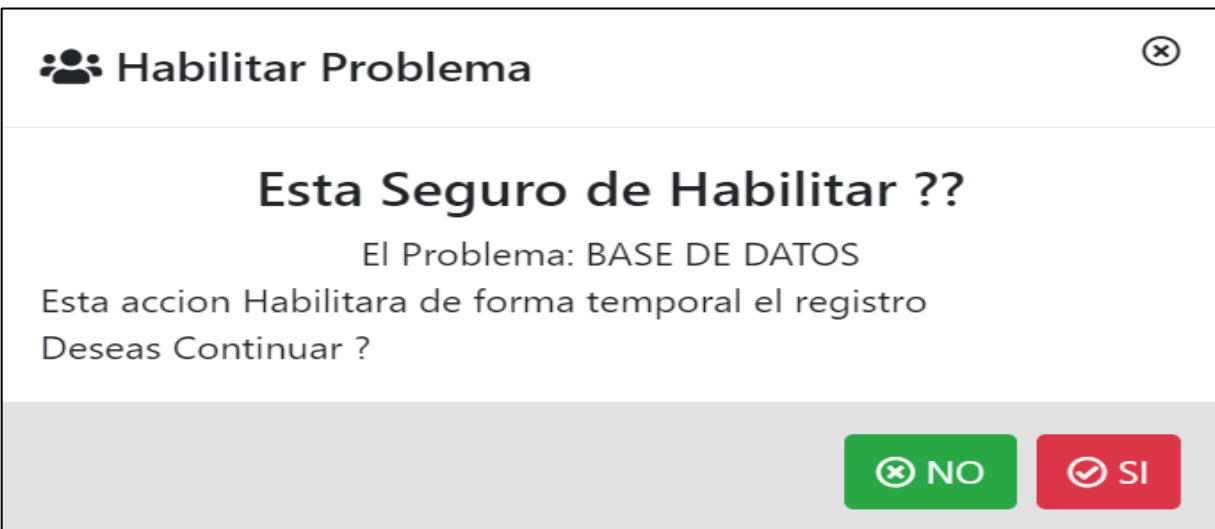 Habilitar Problema
Esta Seguro de Habilitar ??
El Problema: BASE DE DATOS
Esta accion Habilitara de forma temporal el registro
Deseas Continuar ?
NO SI